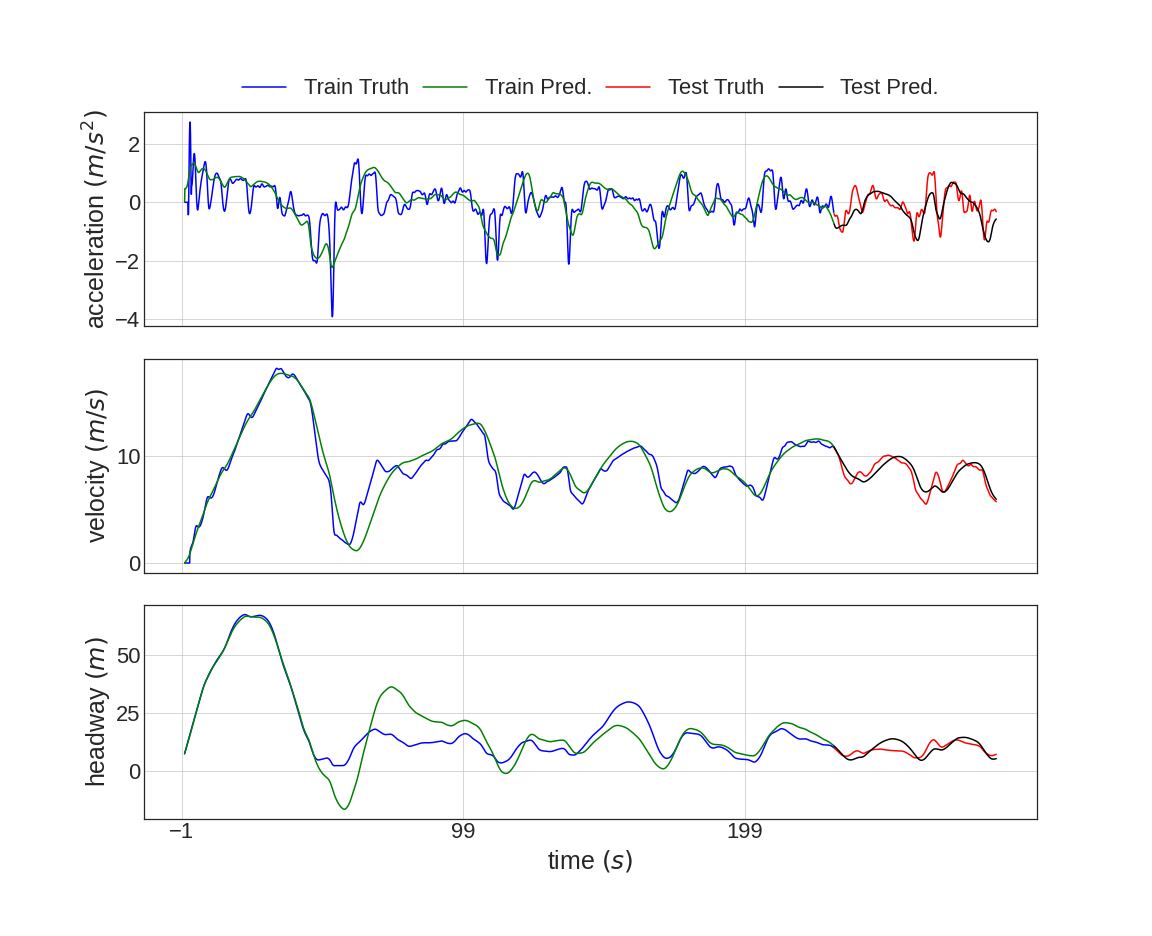 Train Truth Train Pred. Test Truth Test Pred.
acceleration (m/s²)
2
0
−2
−4
velocity (m/s)
10
0
headway (m)
50
25
0
−1 99 199
time (s)